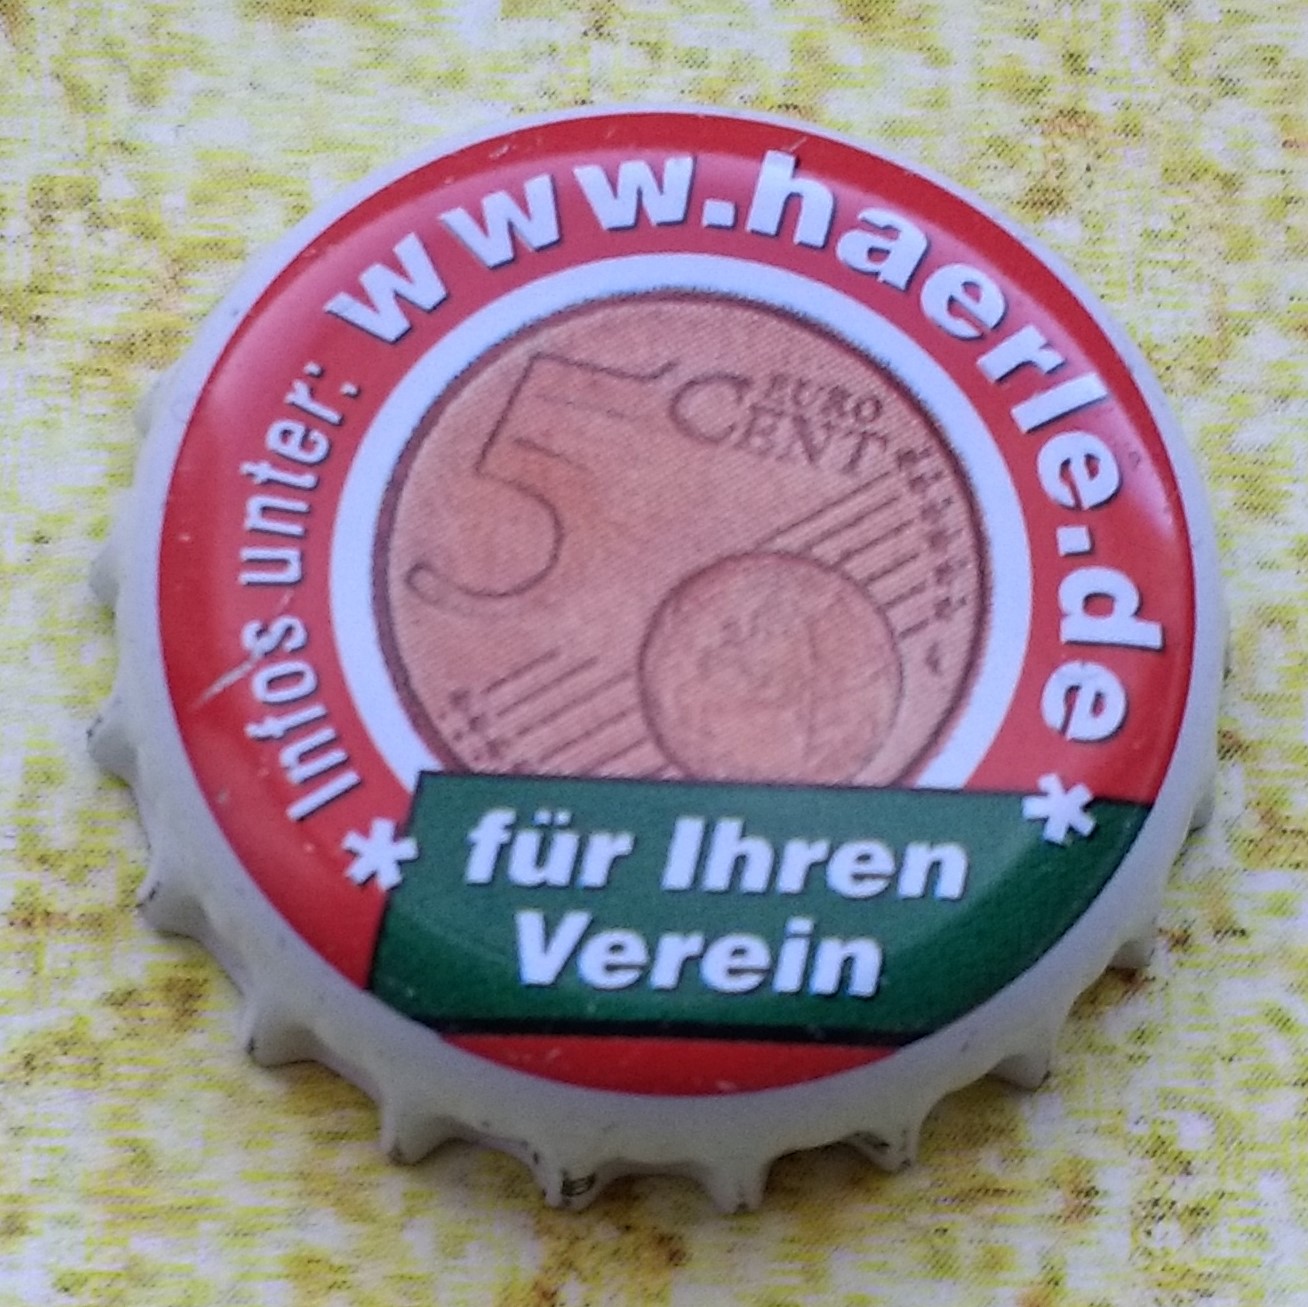 Infos unter: www.haerle.de
5 EURO
CENT
* für Ihren *
Verein